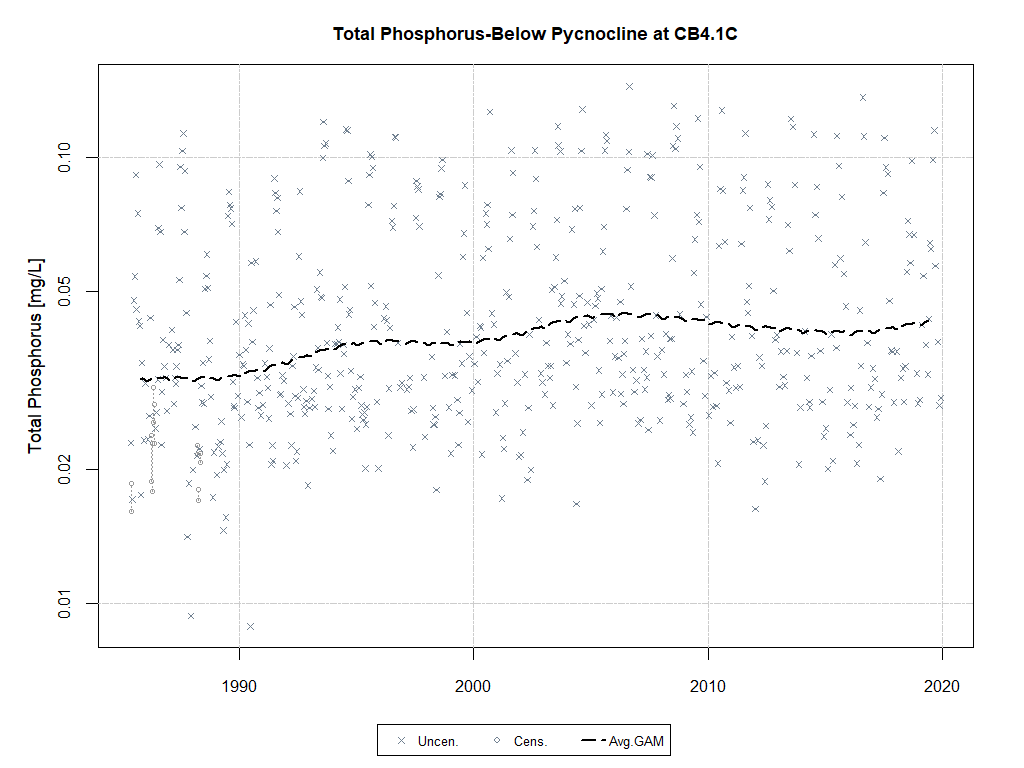 Total Phosphorus-Below Pycnocline at CB4.1C
Total Phosphorus [mg/L]
0.10
0.05
0.02
0.01
1990 2000 2010 2020
Uncen. Cens. Avg.GAM